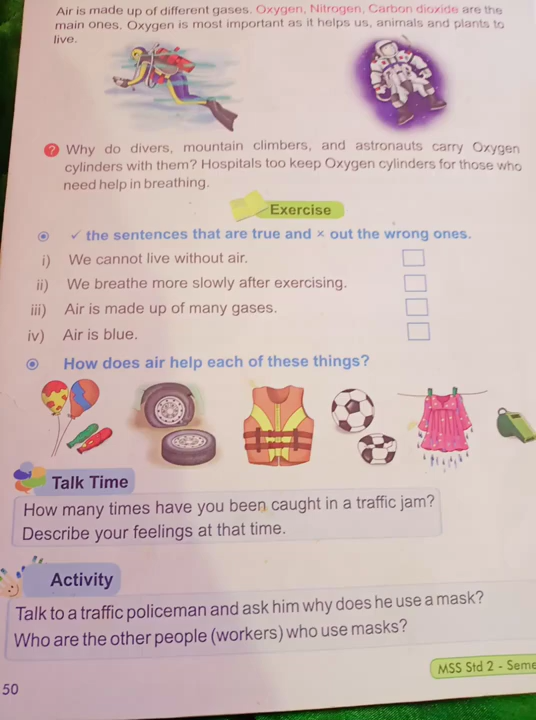 Air is made up of different gases. Oxygen, Nitrogen, Carbon dioxide are the
main ones. Oxygen is most important as it helps us, animals and plants to
live.
? Why do divers, mountain climbers, and astronauts carry Oxygen
cylinders with them? Hospitals too keep Oxygen cylinders for those who
need help in breathing.
Exercise
✓ the sentences that are true and × out the wrong ones.
i) We cannot live without air.
ii) We breathe more slowly after exercising.
iii) Air is made up of many gases.
iv) Air is blue.
How does air help each of these things?
Talk Time
How many times have you been caught in a traffic jam?
Describe your feelings at that time.
Activity
Talk to a traffic policeman and ask him why does he use a mask?
Who are the other people (workers) who use masks?
MSS Std 2 - Seme
50